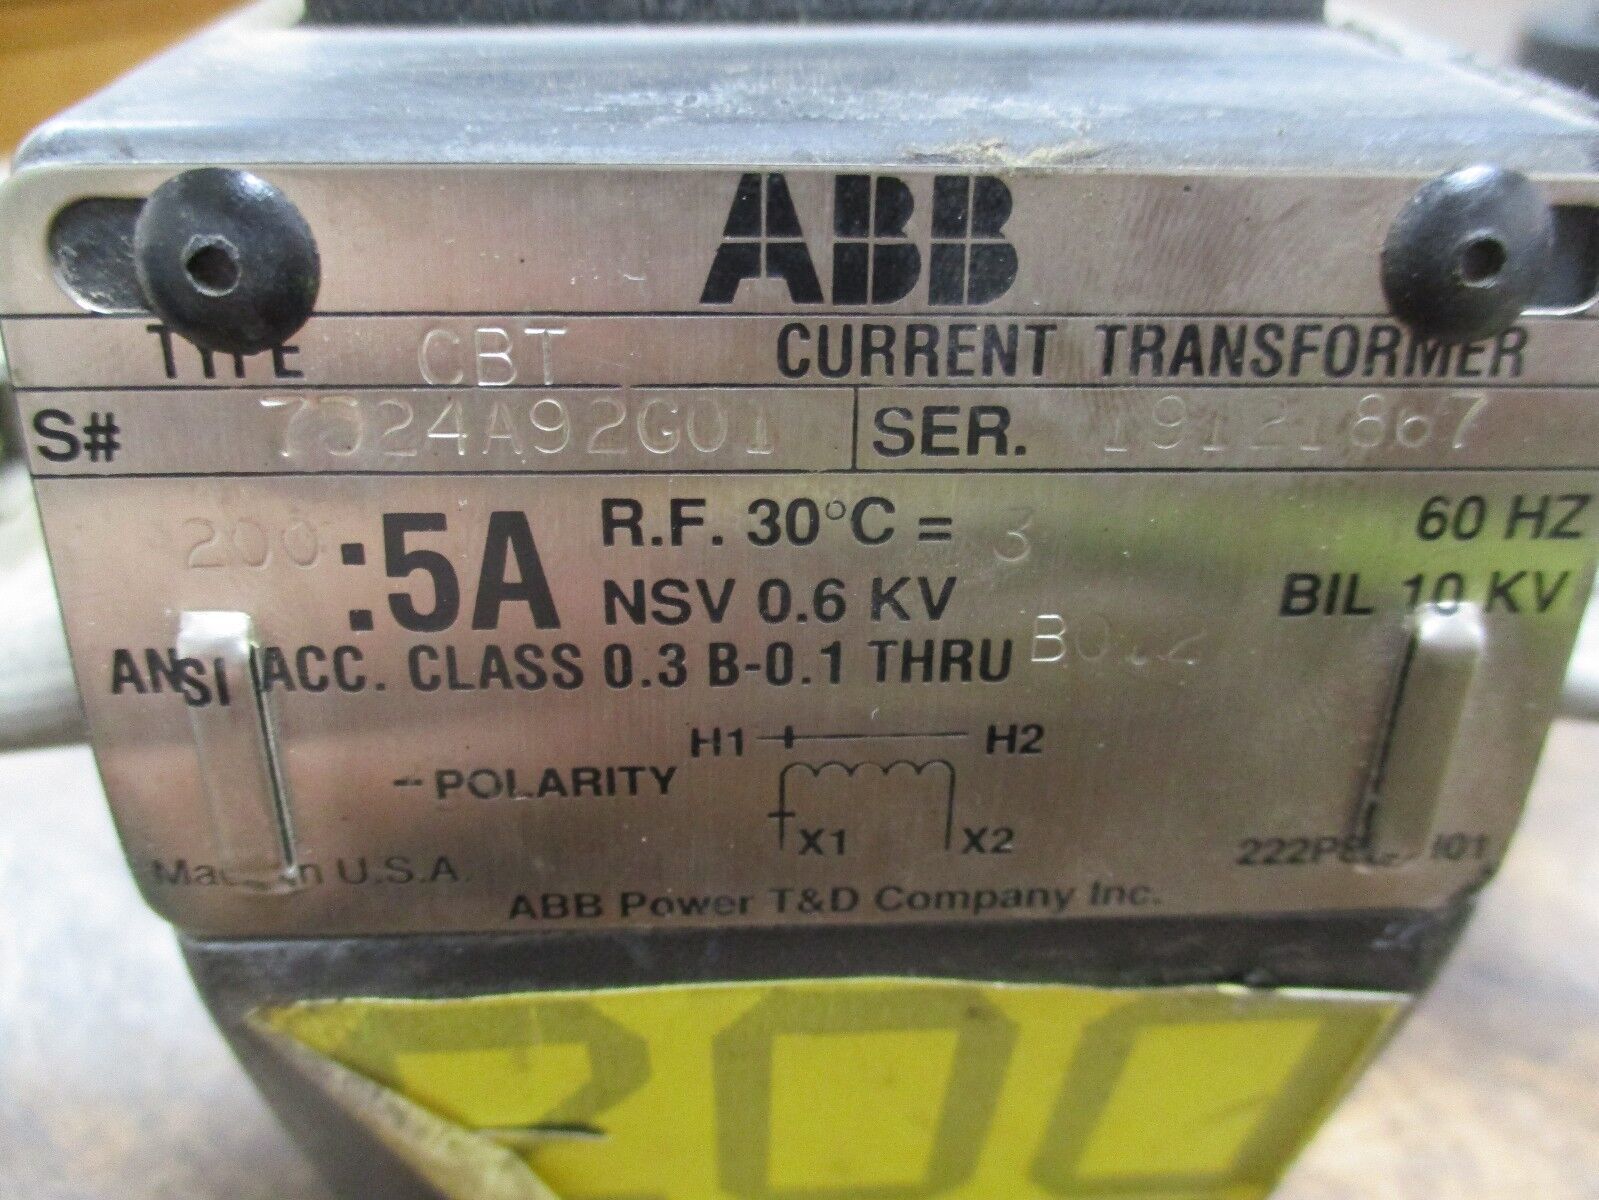 ABB
TYPE CBT CURRENT TRANSFORMER
S# 7524A92G01 SER. 19121867
200:5A R.F. 30°C = 3 60 HZ
NSV 0.6 KV BIL 10 KV
ANSI ACC. CLASS 0.3 B-0.1 THRU B0.2
H1 H2
- POLARITY
X1 X2
Made in U.S.A.
ABB Power T&D Company Inc.
200